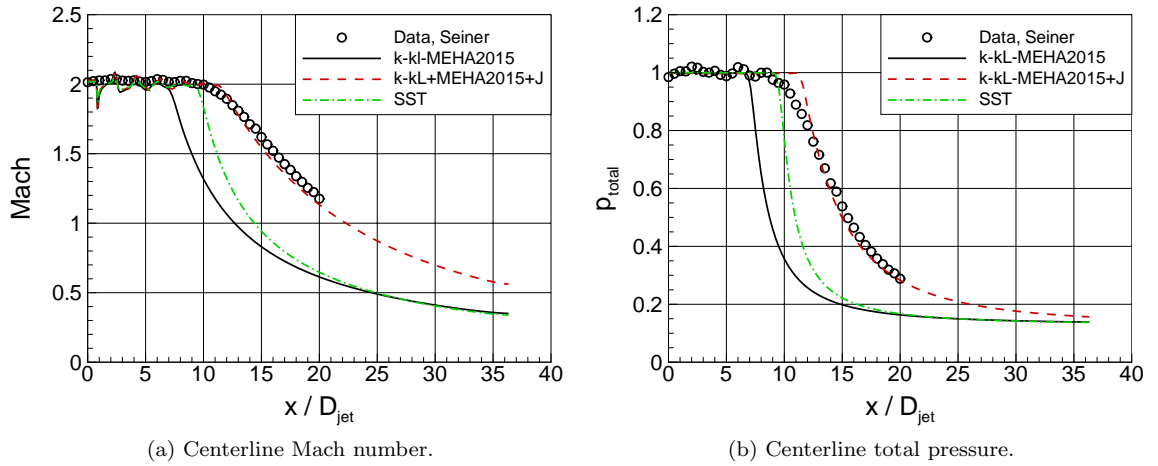 2.5
2
1.5
1
0.5
0
0 5 10 15 20 25 30 35 40
Mach
x / D_jet
Data, Seiner
k-kl-MEHA2015
k-kL+MEHA2015+J
SST
(a) Centerline Mach number.
1.2
1
0.8
0.6
0.4
0.2
0
0 5 10 15 20 25 30 35 40
p_total
x / D_jet
Data, Seiner
k-kL-MEHA2015
k-kL-MEHA2015+J
SST
(b) Centerline total pressure.